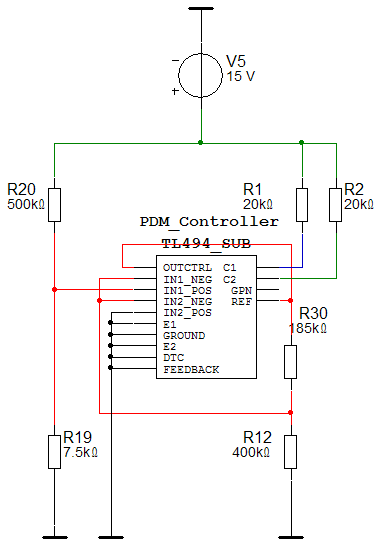 V5
15 V
R20
500kΩ
R1
20kΩ
R2
20kΩ
PDM_Controller
TL494_SUB
OUTCTRL C1
IN1_NEG C2
IN1_POS GPN
IN2_NEG REF
IN2_POS
E1
GROUND
E2
DTC
FEEDBACK
R30
185kΩ
R19
7.5kΩ
R12
400kΩ